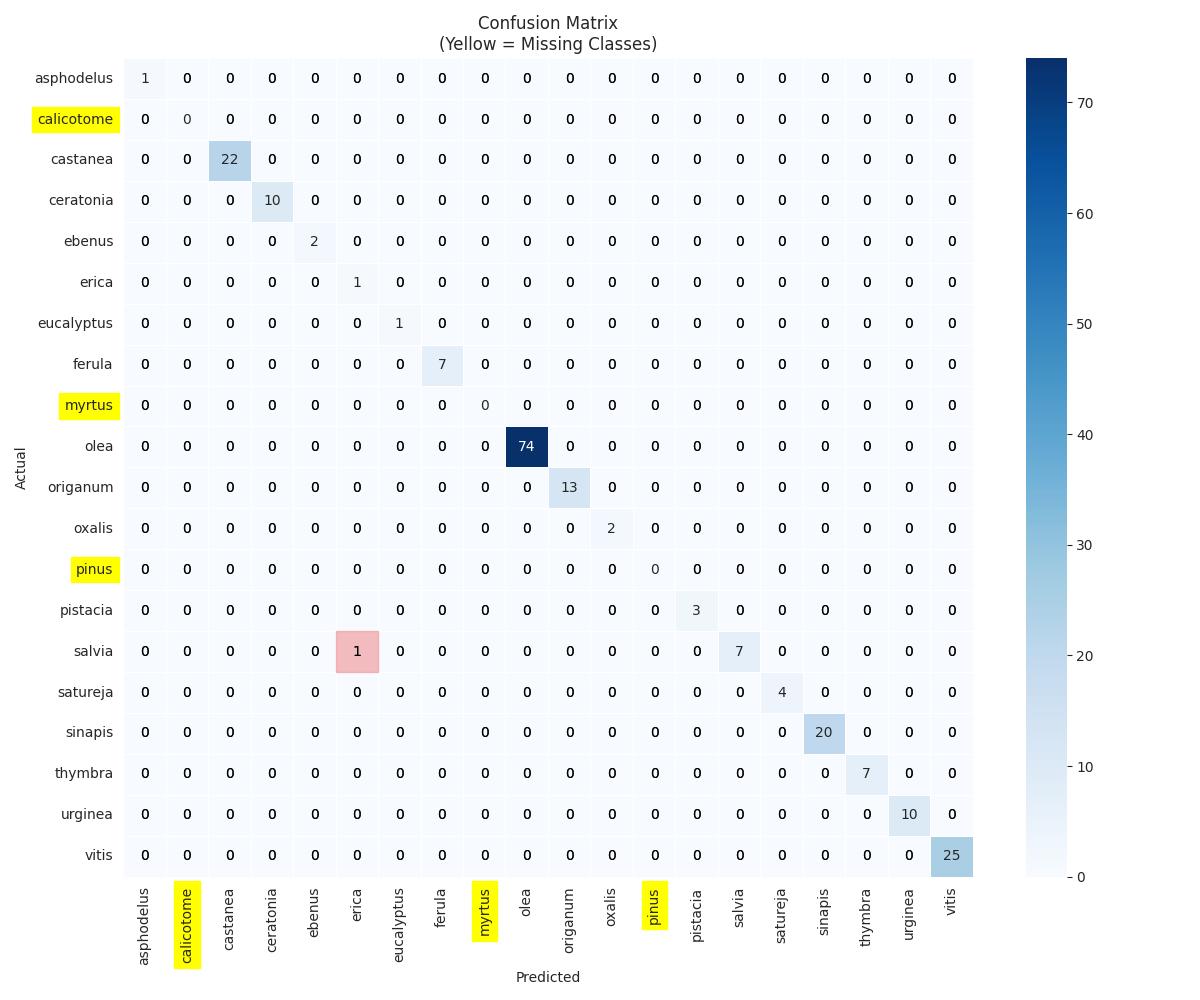 Confusion Matrix
(Yellow = Missing Classes)
asphodelus 1 0 0 0 0 0 0 0 0 0 0 0 0 0 0 0 0 0 0 0
calicotome 0 0 0 0 0 0 0 0 0 0 0 0 0 0 0 0 0 0 0 0
castanea 0 0 22 0 0 0 0 0 0 0 0 0 0 0 0 0 0 0 0 0
ceratonia 0 0 0 10 0 0 0 0 0 0 0 0 0 0 0 0 0 0 0 0
ebenus 0 0 0 0 2 0 0 0 0 0 0 0 0 0 0 0 0 0 0 0
erica 0 0 0 0 0 1 0 0 0 0 0 0 0 0 0 0 0 0 0 0
eucalyptus 0 0 0 0 0 0 1 0 0 0 0 0 0 0 0 0 0 0 0 0
ferula 0 0 0 0 0 0 0 7 0 0 0 0 0 0 0 0 0 0 0 0
myrtus 0 0 0 0 0 0 0 0 0 0 0 0 0 0 0 0 0 0 0 0
olea 0 0 0 0 0 0 0 0 0 74 0 0 0 0 0 0 0 0 0 0
origanum 0 0 0 0 0 0 0 0 0 0 13 0 0 0 0 0 0 0 0 0
oxalis 0 0 0 0 0 0 0 0 0 0 0 2 0 0 0 0 0 0 0 0
pinus 0 0 0 0 0 0 0 0 0 0 0 0 0 0 0 0 0 0 0 0
pistacia 0 0 0 0 0 0 0 0 0 0 0 0 0 3 0 0 0 0 0 0
salvia 0 0 0 0 0 1 0 0 0 0 0 0 0 0 7 0 0 0 0 0
satureja 0 0 0 0 0 0 0 0 0 0 0 0 0 0 0 4 0 0 0 0
sinapis 0 0 0 0 0 0 0 0 0 0 0 0 0 0 0 0 20 0 0 0
thymbra 0 0 0 0 0 0 0 0 0 0 0 0 0 0 0 0 0 7 0 0
urginea 0 0 0 0 0 0 0 0 0 0 0 0 0 0 0 0 0 0 10 0
vitis 0 0 0 0 0 0 0 0 0 0 0 0 0 0 0 0 0 0 0 25
asphodelus calicotome castanea ceratonia ebenus erica eucalyptus ferula myrtus olea origanum oxalis pinus pistacia salvia satureja sinapis thymbra urginea vitis
Predicted
Actual
70
60
50
40
30
20
10
0